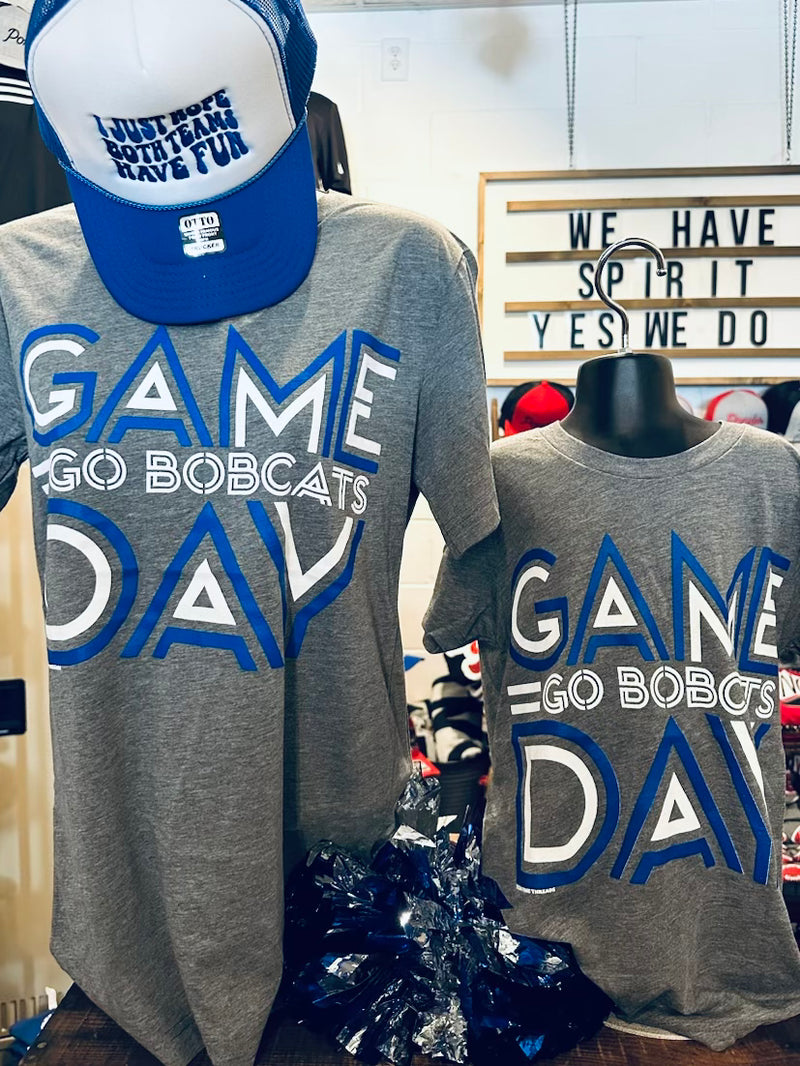 I JUST HOPE
BOTH TEAMS
HAVE FUN
OTTO
TRUCKER
WE HAVE
SPIRIT
YES WE DO
GAME
GO BOBCATS
DAY
GAME
GO BOBCATS
DAY